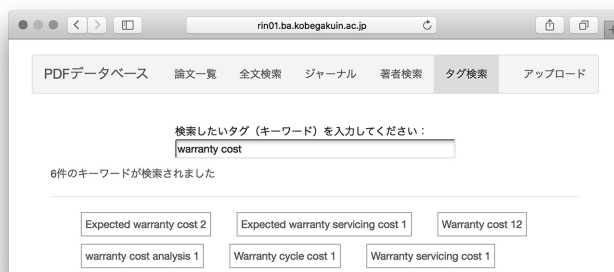 rin01.ba.kobegakuin.ac.jp
PDFデータベース 論文一覧 全文検索 ジャーナル 著者検索 タグ検索 アップロード
検索したいタグ（キーワード）を入力してください：
warranty cost
6件のキーワードが検索されました
Expected warranty cost 2 Expected warranty servicing cost 1 Warranty cost 12
warranty cost analysis 1 Warranty cycle cost 1 Warranty servicing cost 1